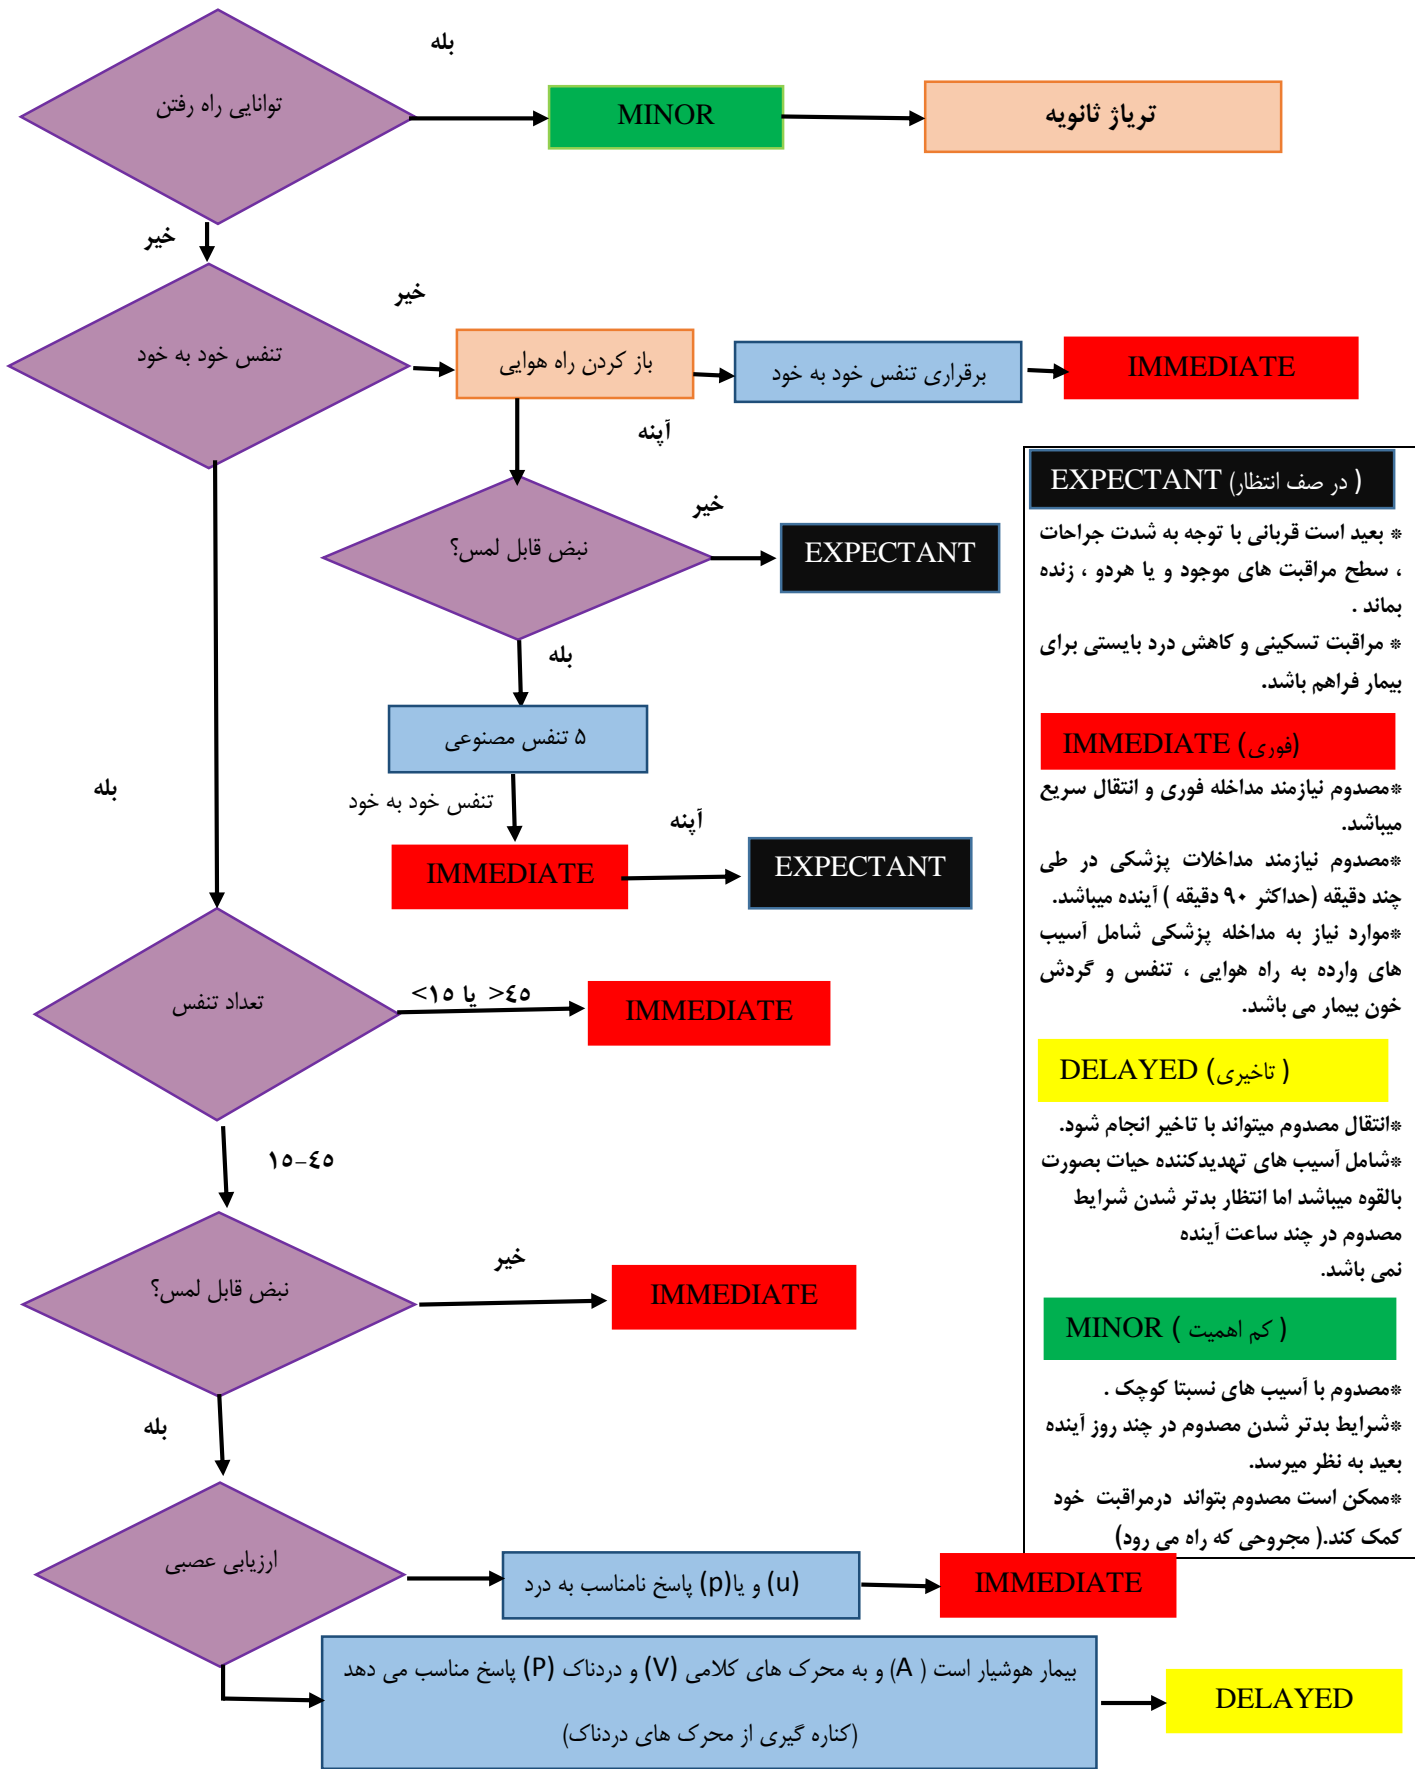 بله
توانایی راه رفتن
MINOR
تریاژ ثانویه
خیر
خیر
تنفس خود به خود
باز کردن راه هوایی
برقراری تنفس خود به خود
IMMEDIATE
آپنه
نبض قابل لمس؟
خیر
EXPECTANT
بله
۵ تنفس مصنوعی
تنفس خود به خود
IMMEDIATE
آپنه
EXPECTANT
بله
تعداد تنفس
<١٥ یا >٤٥
IMMEDIATE
١٥-٤٥
نبض قابل لمس؟
خیر
IMMEDIATE
بله
ارزیابی عصبی
(u) و یا(p) پاسخ نامناسب به درد
IMMEDIATE
بیمار هوشیار است ( A) و به محرک های کلامی (V) و دردناک (P) پاسخ مناسب می دهد
(کناره گیری از محرک های دردناک)
DELAYED
EXPECTANT (در صف انتظار )
* بعید است قربانی با توجه به شدت جراحات
، سطح مراقبت های موجود و یا هردو ، زنده
بماند .
* مراقبت تسکینی و کاهش درد بایستی برای
بیمار فراهم باشد.
IMMEDIATE (فوری)
*مصدوم نیازمند مداخله فوری و انتقال سریع
میباشد.
*مصدوم نیازمند مداخلات پزشکی در طی
چند دقیقه (حداکثر ۹۰ دقیقه ) آینده میباشد.
*موارد نیاز به مداخله پزشکی شامل آسیب
های وارده به راه هوایی ، تنفس و گردش
خون بیمار می باشد.
DELAYED (تاخیری )
*انتقال مصدوم میتواند با تاخیر انجام شود.
*شامل آسیب های تهدیدکننده حیات بصورت
بالقوه میباشد اما انتظار بدتر شدن شرایط
مصدوم در چند ساعت آینده
نمی باشد.
MINOR ( کم اهمیت )
*مصدوم با آسیب های نسبتا کوچک .
*شرایط بدتر شدن مصدوم در چند روز آینده
بعید به نظر میرسد.
*ممکن است مصدوم بتواند درمراقبت خود
کمک کند.( مجروحی که راه می رود)